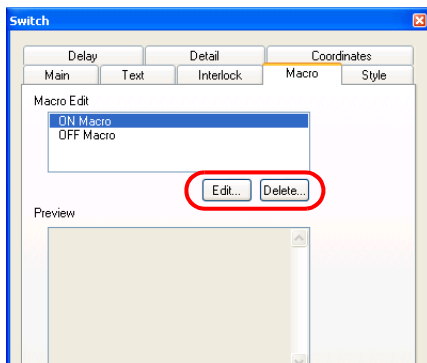 Switch
Delay Detail Coordinates
Main Text Interlock Macro Style
Macro Edit
ON Macro
OFF Macro
Edit... Delete...
Preview